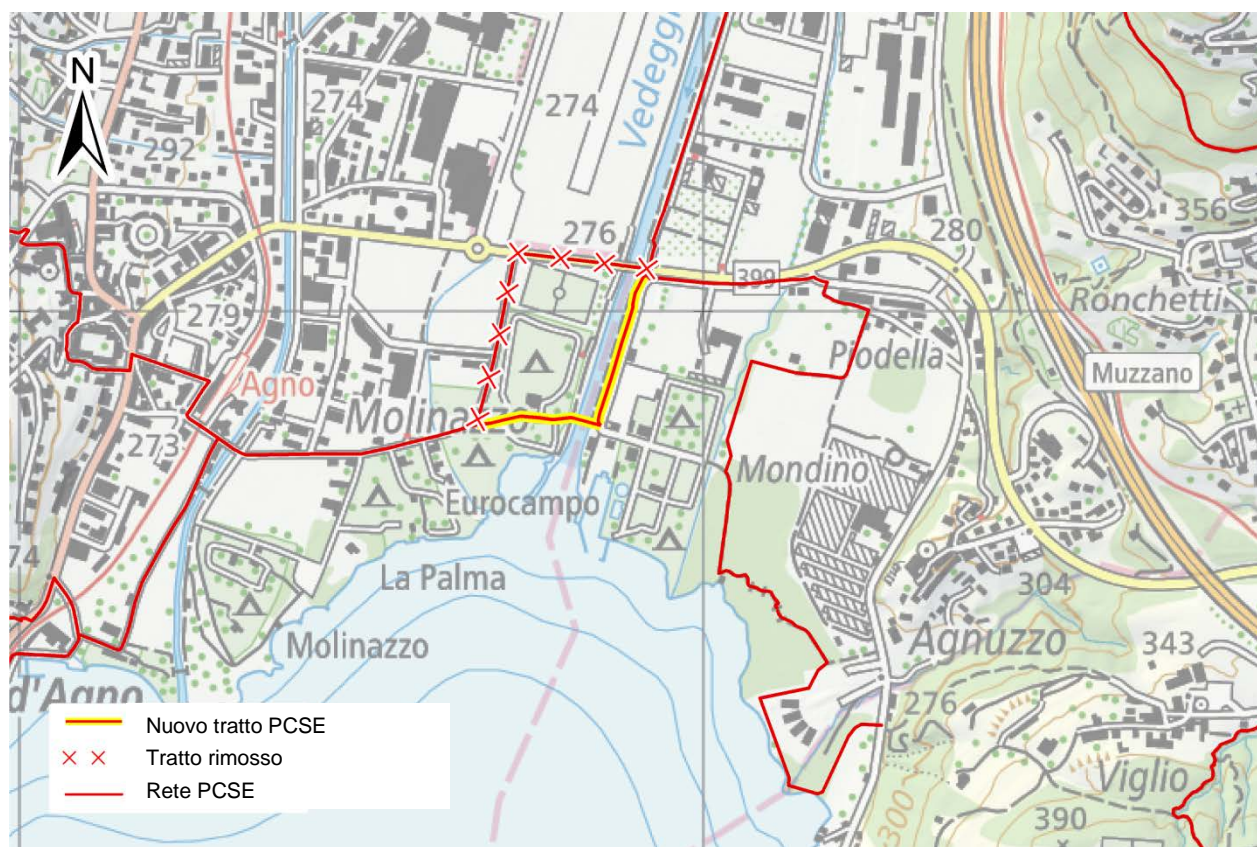 N
274
292
274
Vedeggi
276
280
356
399
Ronchetti
279
Agno
Piodella
Muzzano
Molinazzo
273
Mondino
Eurocampo
74
La Palma
304
Molinazzo
Agnuzzo
343
d'Agno
276
Nuovo tratto PCSE
Tratto rimosso
Rete PCSE
Viglio
300
390